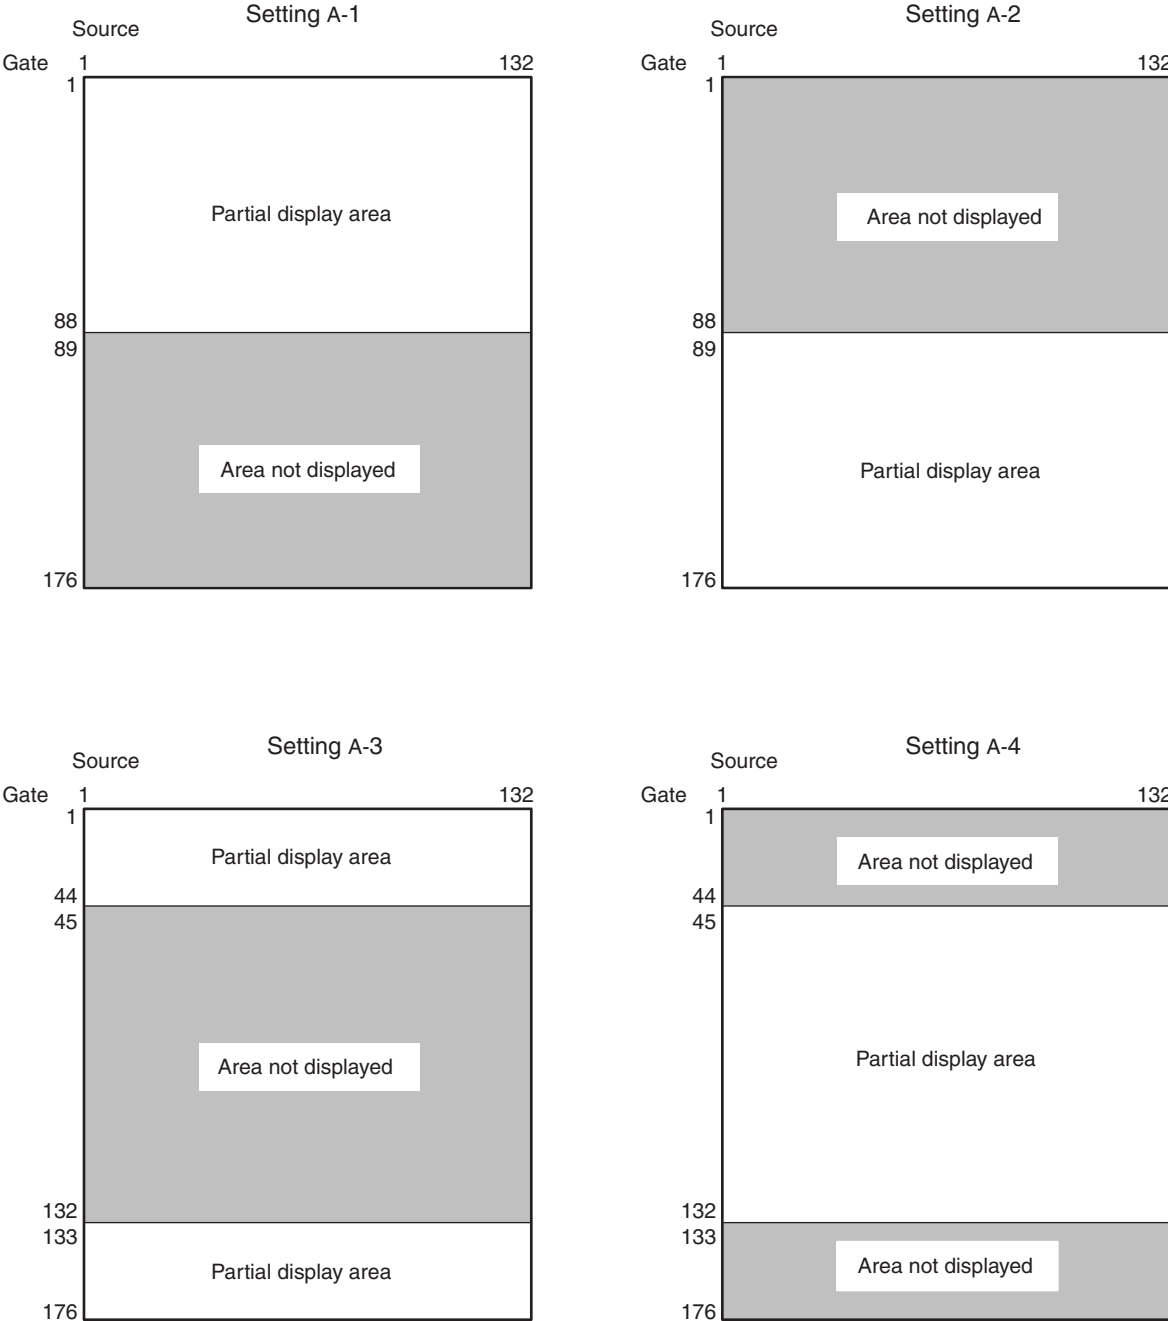 Setting A-1
Source
Gate 1 132
1
Partial display area
88
89
Area not displayed
176
Setting A-2
Source
Gate 1 132
1
Area not displayed
88
89
Partial display area
176
Setting A-3
Source
Gate 1 132
1
Partial display area
44
45
Area not displayed
132
133
Partial display area
176
Setting A-4
Source
Gate 1 132
1
Area not displayed
44
45
Partial display area
132
133
Area not displayed
176